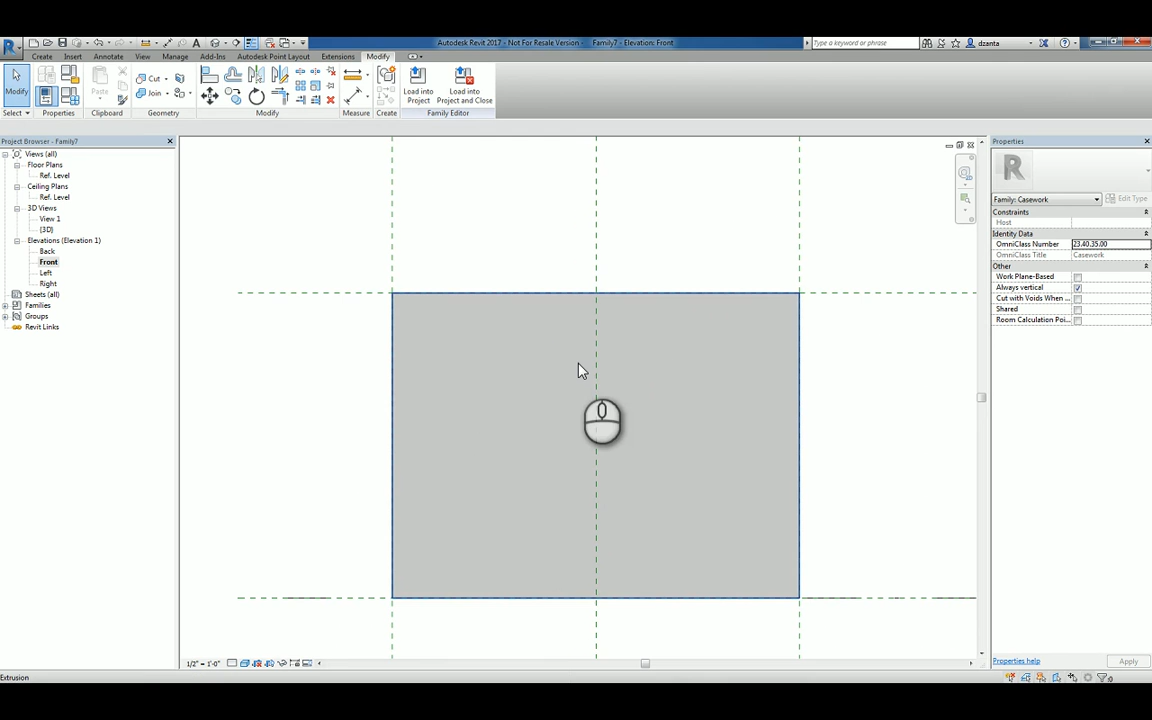 Autodesk Revit 2017 - Not For Resale Version - Family7 - Elevation: Front
Type a keyword or phrase
dzanta
Create Insert Annotate View Manage Add-Ins Autodesk Point Layout Extensions Modify
Modify
Paste
Cut
Join
Load into Project
Load into Project and Close
Select Properties Clipboard Geometry Modify Measure Create Family Editor
Project Browser - Family7
Views (all)
Floor Plans
Ref. Level
Ceiling Plans
Ref. Level
3D Views
View 1
{3D}
Elevations (Elevation 1)
Back
Front
Left
Right
Sheets (all)
Families
Groups
Revit Links
Properties
R
Family: Casework
Edit Type
Constraints
Host
Identity Data
OmniClass Number 23.40.35.00
OmniClass Title Casework
Other
Work Plane-Based
Always vertical
Cut with Voids When ...
Shared
Room Calculation Poi...
Properties help
Apply
1/2" = 1'-0"
Extrusion
:0